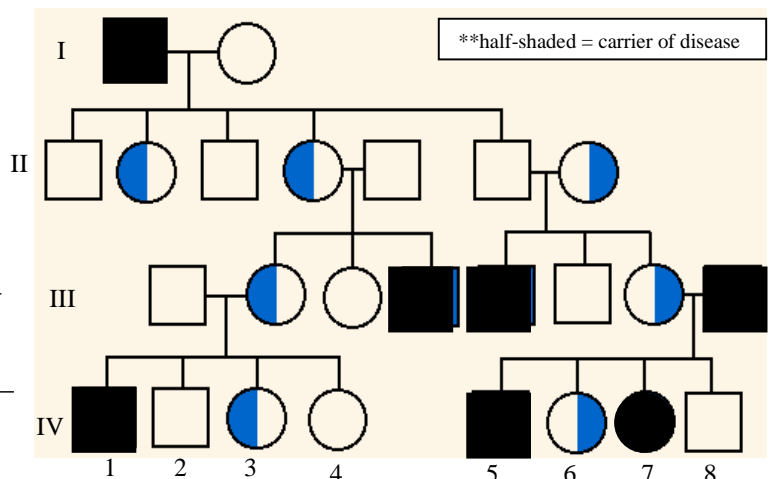 I
**half-shaded = carrier of disease
II
III
IV
1 2 3 4 5 6 7 8